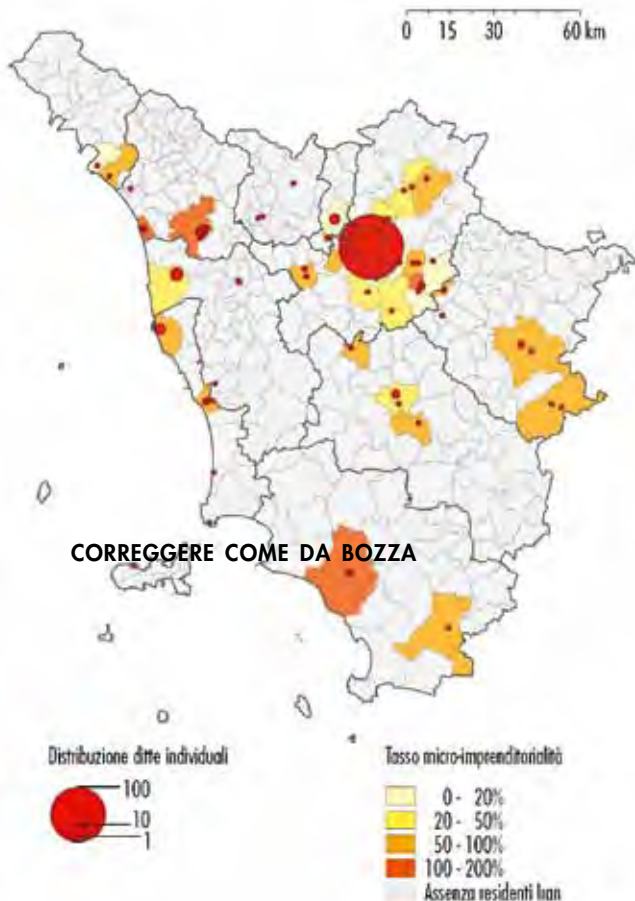 0 15 30 60 km
CORREGGERE COME DA BOZZA
Distribuzione ditte individuali
100
10
1
Tasso micro-imprenditorialità
0 - 20%
20 - 50%
50 - 100%
100 - 200%
Assenza residenti Iran